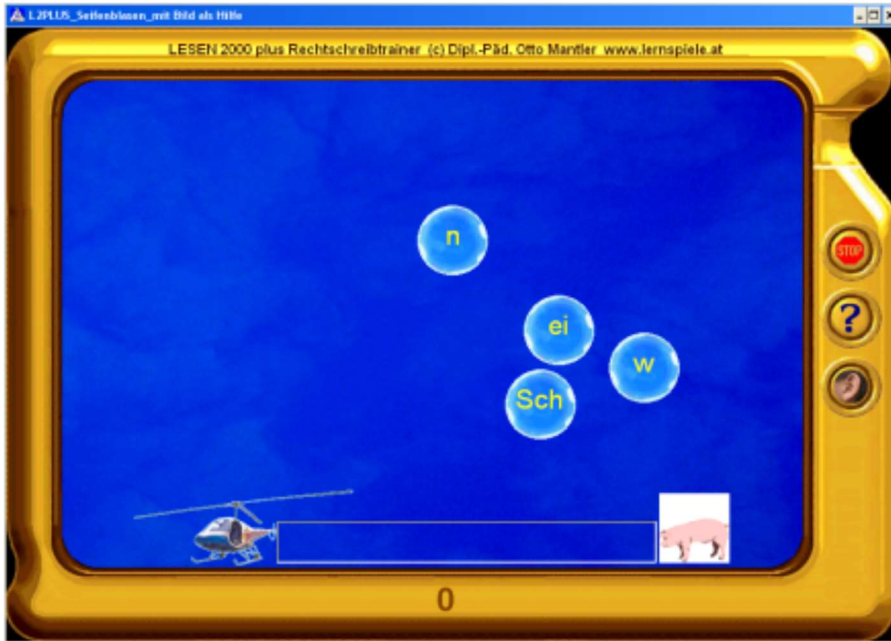 L2PLUS_Seifenblasen_mit Bild als Hilfe
LESEN 2000 plus Rechtschreibtrainer (c) Dipl.-Päd. Otto Mantler www.lernspiele.at
n
ei
w
Sch
STOP
?
0